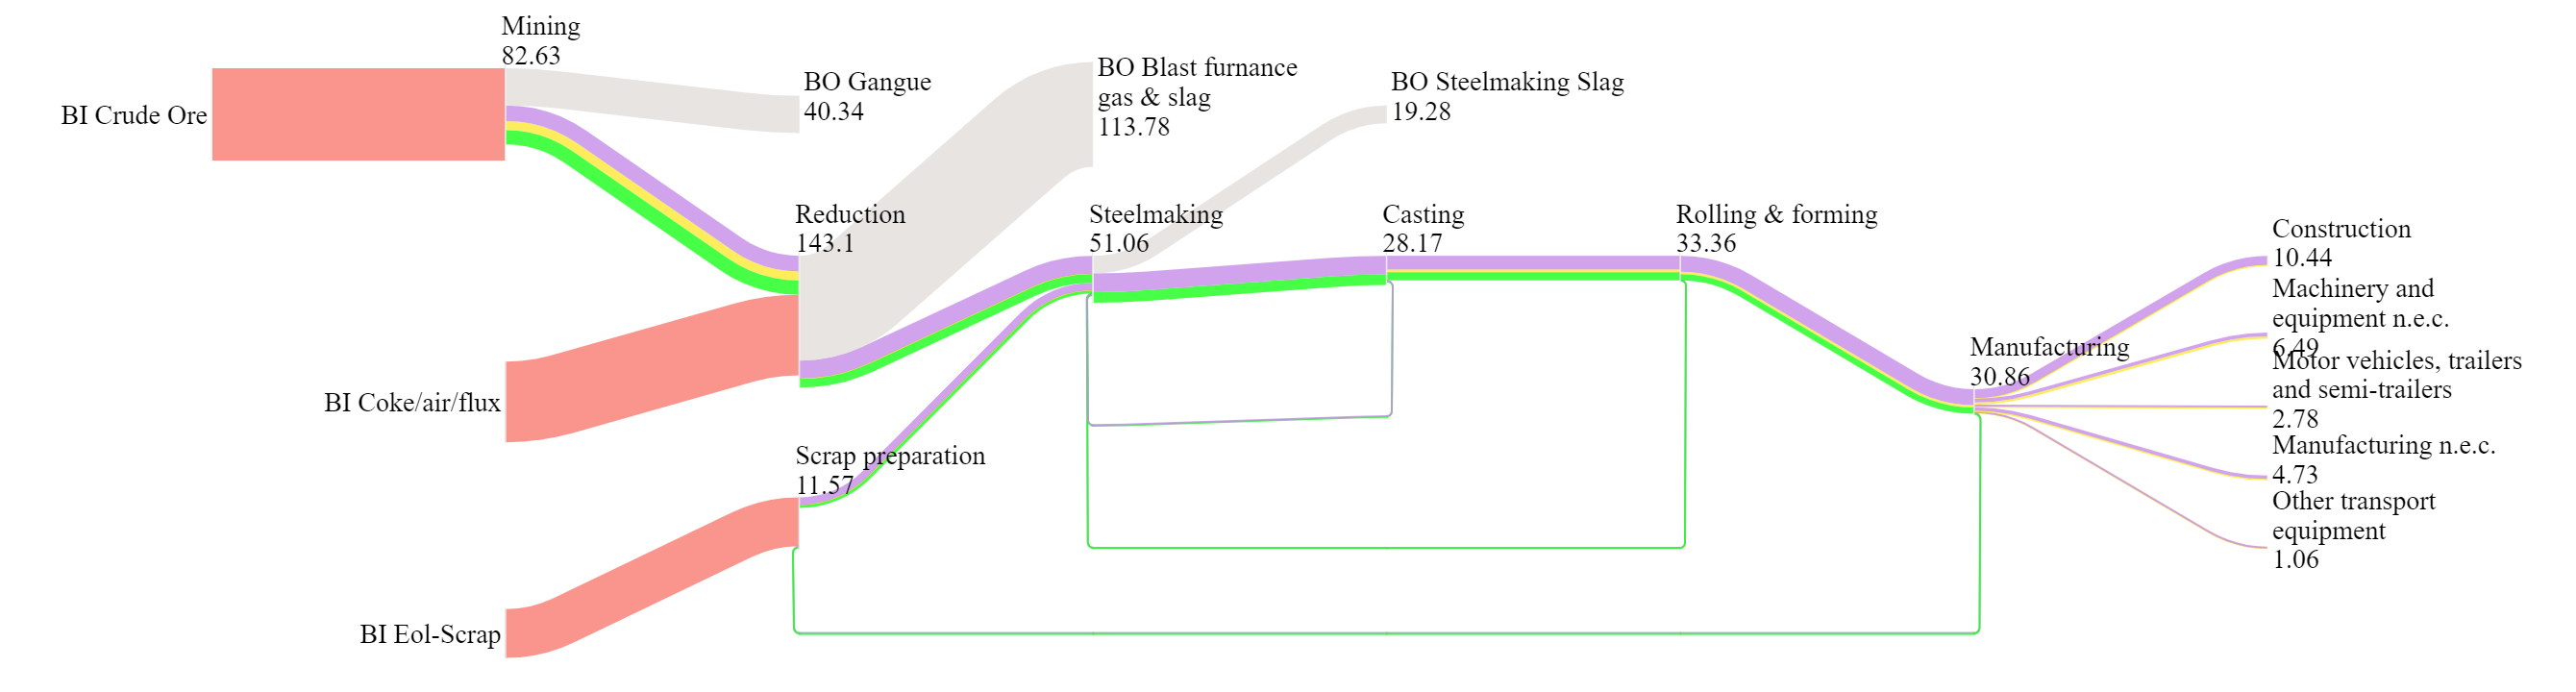 Mining
82.63
BI Crude Ore
BO Gangue
40.34
BO Blast furnance
gas & slag
113.78
BO Steelmaking Slag
19.28
Reduction
143.1
Steelmaking
51.06
Casting
28.17
Rolling & forming
33.36
BI Coke/air/flux
Scrap preparation
11.57
BI Eol-Scrap
Manufacturing
30.86
Construction
10.44
Machinery and
equipment n.e.c.
6.49
Motor vehicles, trailers
and semi-trailers
2.78
Manufacturing n.e.c.
4.73
Other transport
equipment
1.06